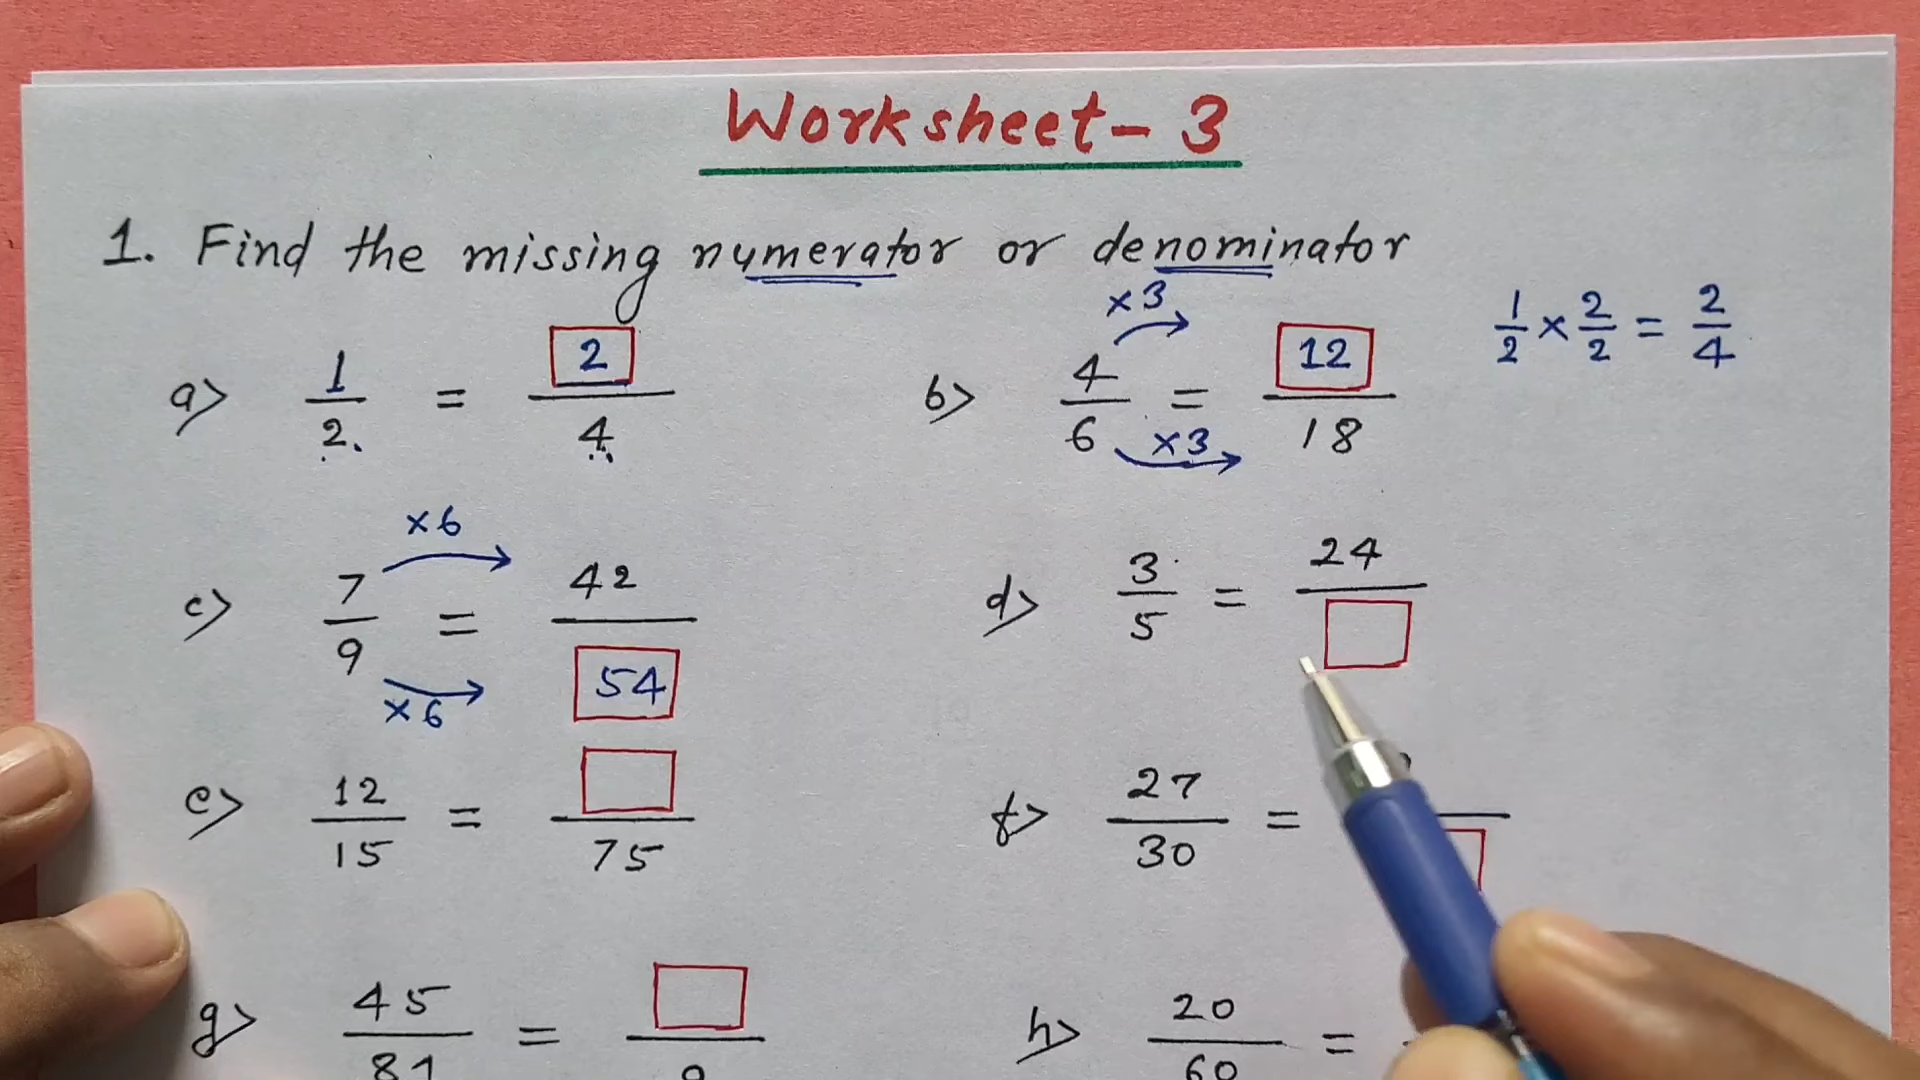 Worksheet-3
1. Find the missing numerator or denominator
a) 1/2 = 2/4
×3
b) 4/6 = 12/18
×3
1/2 × 2/2 = 2/4
×6
c) 7/9 = 42/54
×6
d) 3/5 = 24/
e) 12/15 = /75
f) 27/30 =
g) 45/81 =
h) 20/60 =